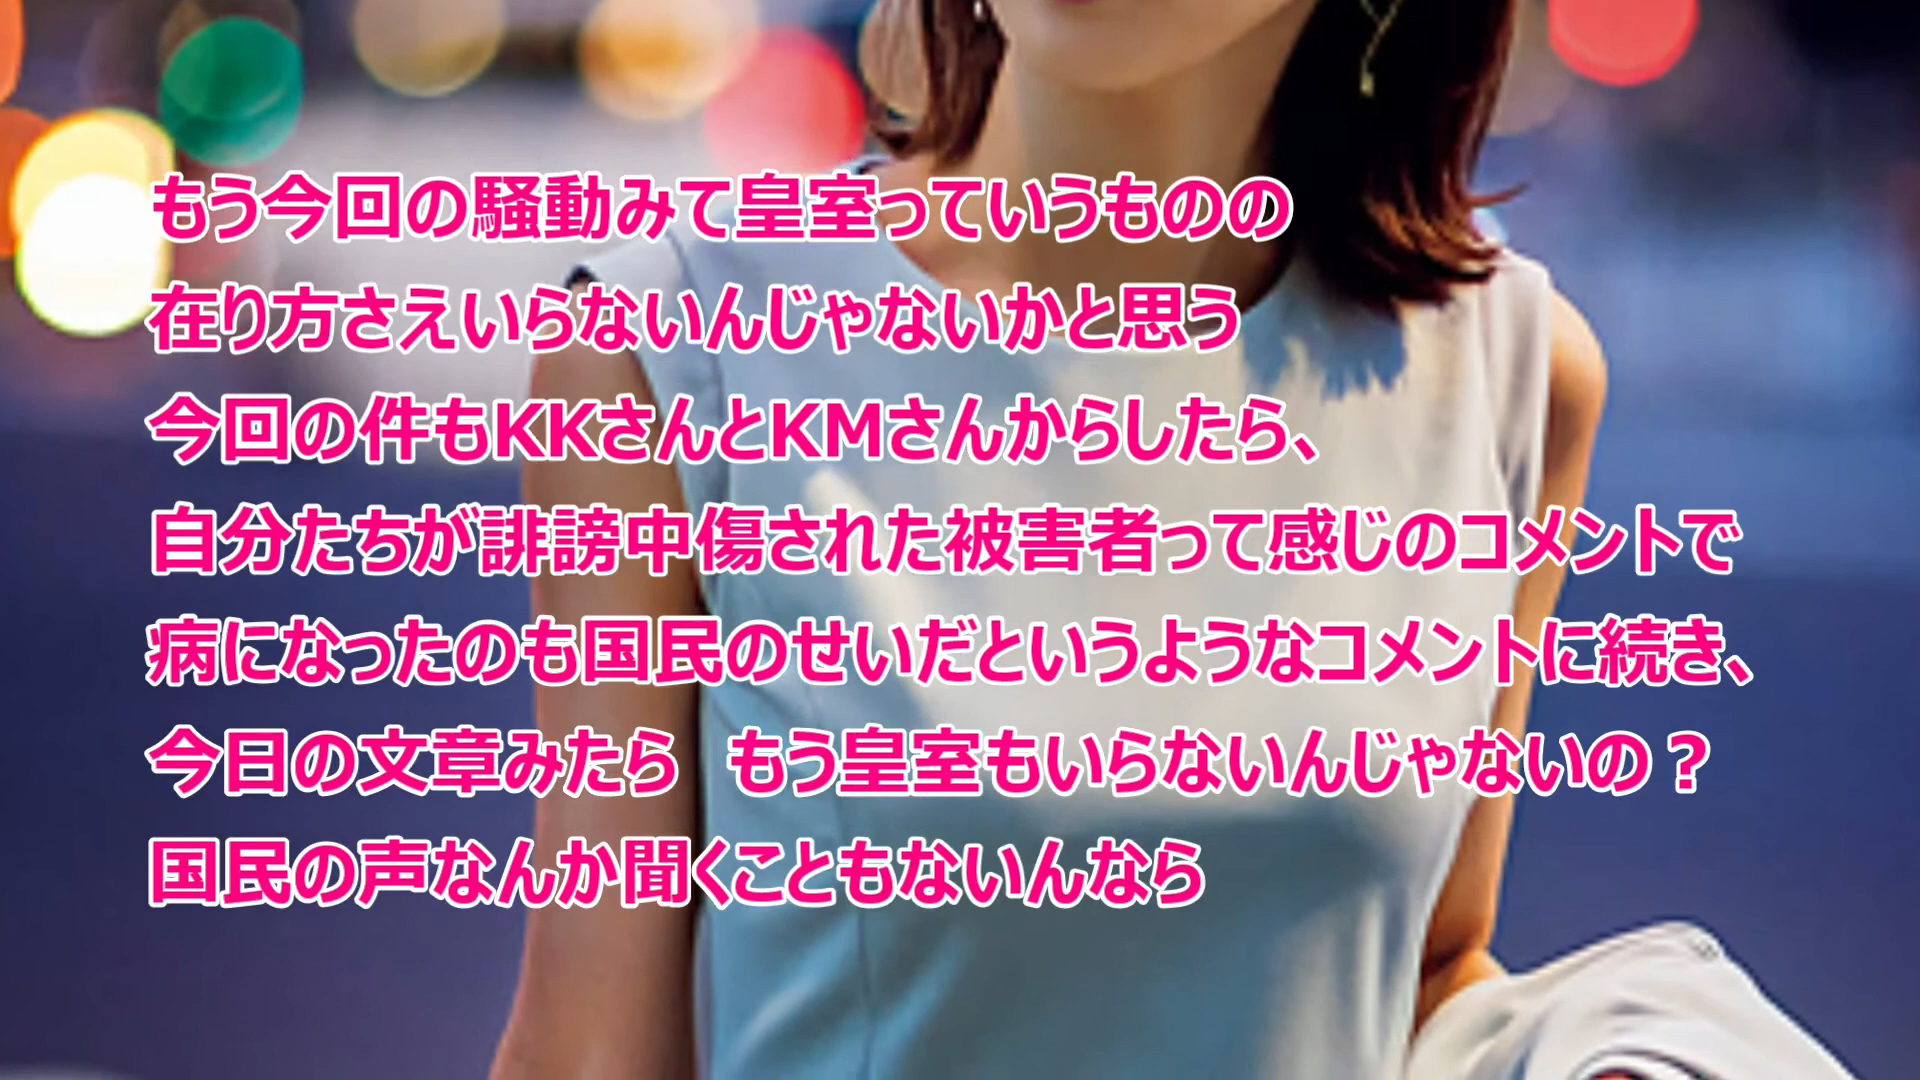 もう今回の騒動みて皇室っていうものの
在り方さえいらないんじゃないかと思う
今回の件もKKさんとKMさんからしたら、
自分たちが誹謗中傷された被害者って感じのコメントで
病になったのも国民のせいだというようなコメントに続き、
今日の文章みたら　もう皇室もいらないんじゃないの？
国民の声なんか聞くこともないんなら